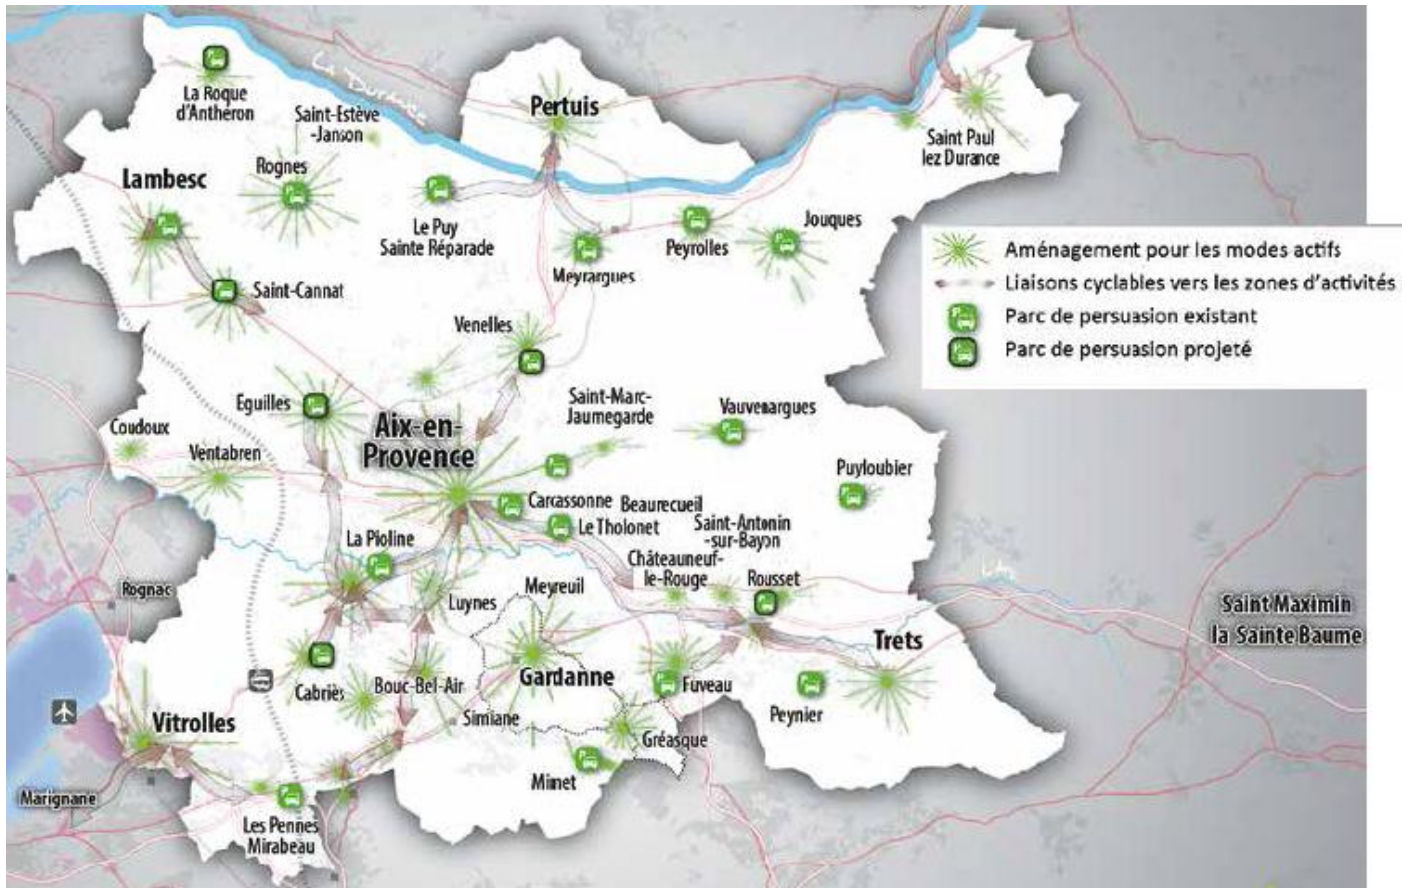 La Durance
La Roque
d'Anthéron
Saint-Estève
-Janson
Pertuis
Saint Paul
lez Durance
Lambesc
Rognes
Le Puy
Sainte Réparade
Meyrargues
Peyrolles
Jouques
Aménagement pour les modes actifs
Liaisons cyclables vers les zones d'activités
Parc de persuasion existant
Parc de persuasion projeté
Saint-Cannat
Venelles
Eguilles
Aix-en-
Provence
Saint-Marc-
Jaumegarde
Vauvenargues
Coudoux
Ventabren
Puyloubier
Carcassonne
Beaurecueil
Le Tholonet
Saint-Antonin
-sur-Bayon
La Pioline
Châteauneuf-
le-Rouge
Rousset
Rognac
Luynes
Meyreuil
Saint Maximin
la Sainte Baume
Trets
Cabriès
Bouc-Bel-Air
Gardanne
Fuveau
Peynier
Vitrolles
Simiane
Gréasque
Mimet
Marignane
Les Pennes
Mirabeau